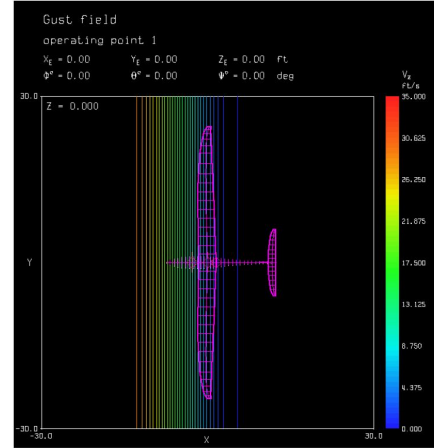 Gust field
operating point 1
X_E = 0.00 Y_E = 0.00 Z_E = 0.00 ft
Φ° = 0.00 θ° = 0.00 Ψ° = 0.00 deg
V_g
ft/s
30.0
35.000
Z = 0.000
30.625
26.250
21.875
Y
17.500
13.125
8.750
4.375
-30.0
0.000
-30.0
X
30.0